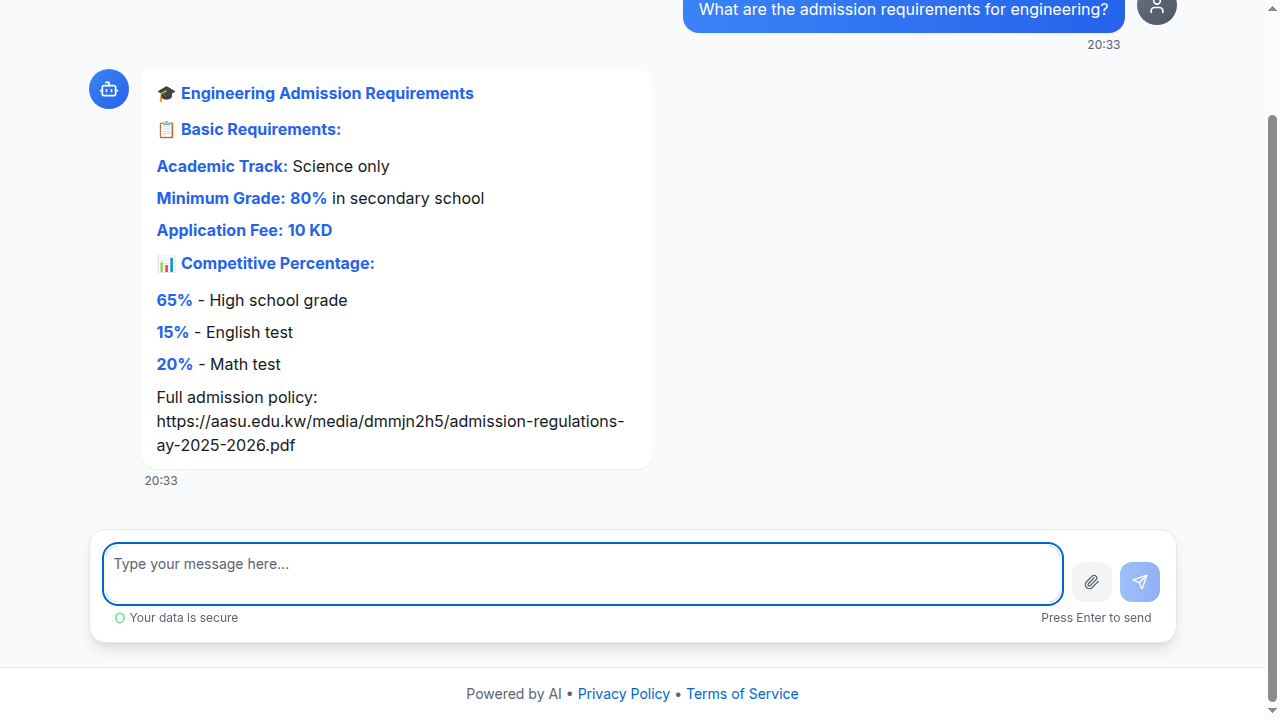 What are the admission requirements for engineering?
20:33
🎓 Engineering Admission Requirements
📋 Basic Requirements:
Academic Track: Science only
Minimum Grade: 80% in secondary school
Application Fee: 10 KD
📊 Competitive Percentage:
65% - High school grade
15% - English test
20% - Math test
Full admission policy:
https://aasu.edu.kw/media/dmmjn2h5/admission-regulations-
ay-2025-2026.pdf
20:33
Type your message here...
Your data is secure
Press Enter to send
Powered by AI • Privacy Policy • Terms of Service